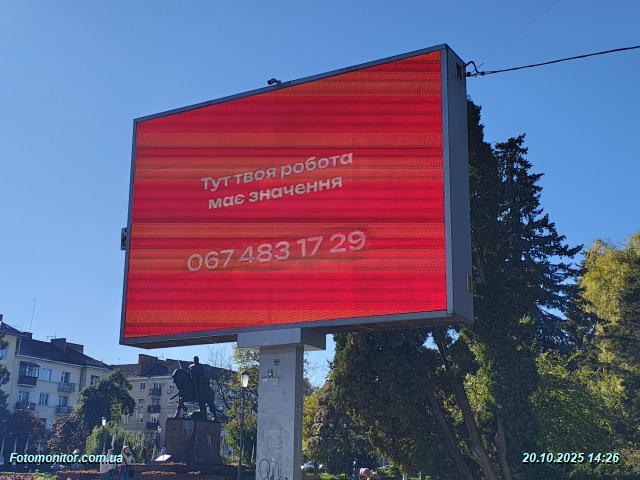 Тут твоя робота
має значення
067 483 17 29
Fotomonitor.com.ua
20.10.2025 14:26